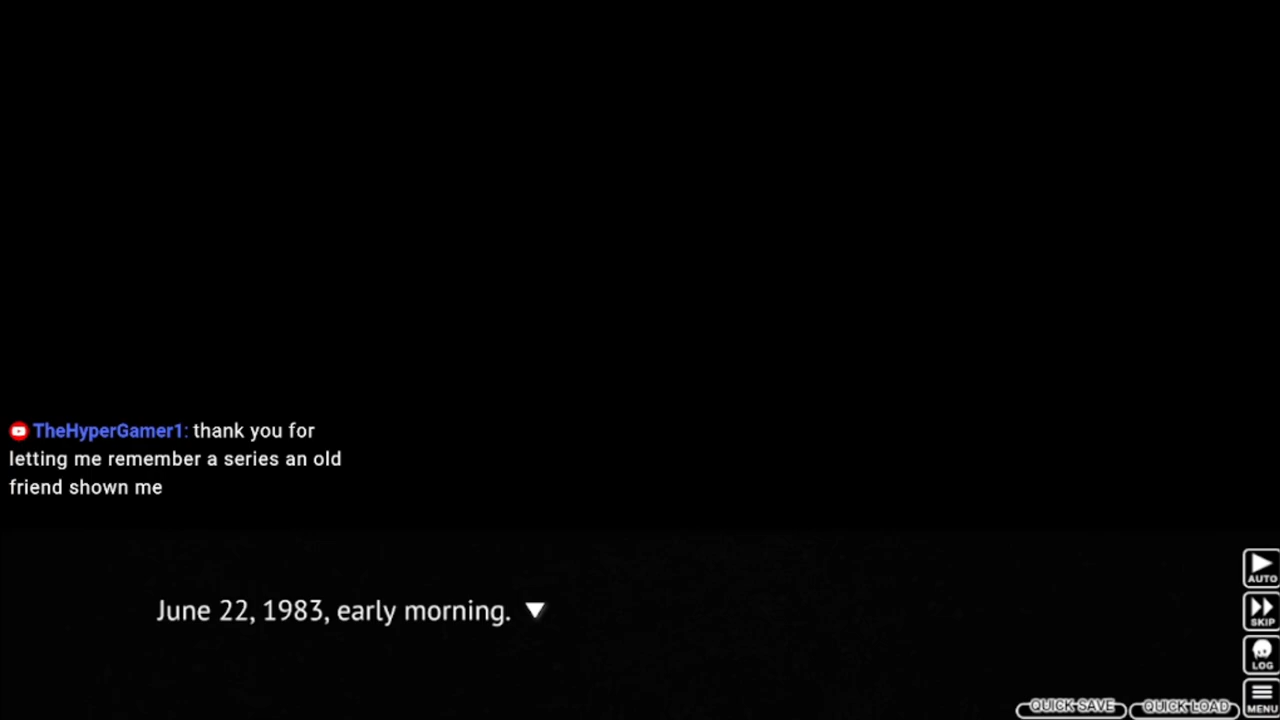 TheHyperGamer1: thank you for
letting me remember a series an old
friend shown me
June 22, 1983, early morning.
AUTO
SKIP
LOG
MENU
QUICK SAVE
QUICK LOAD